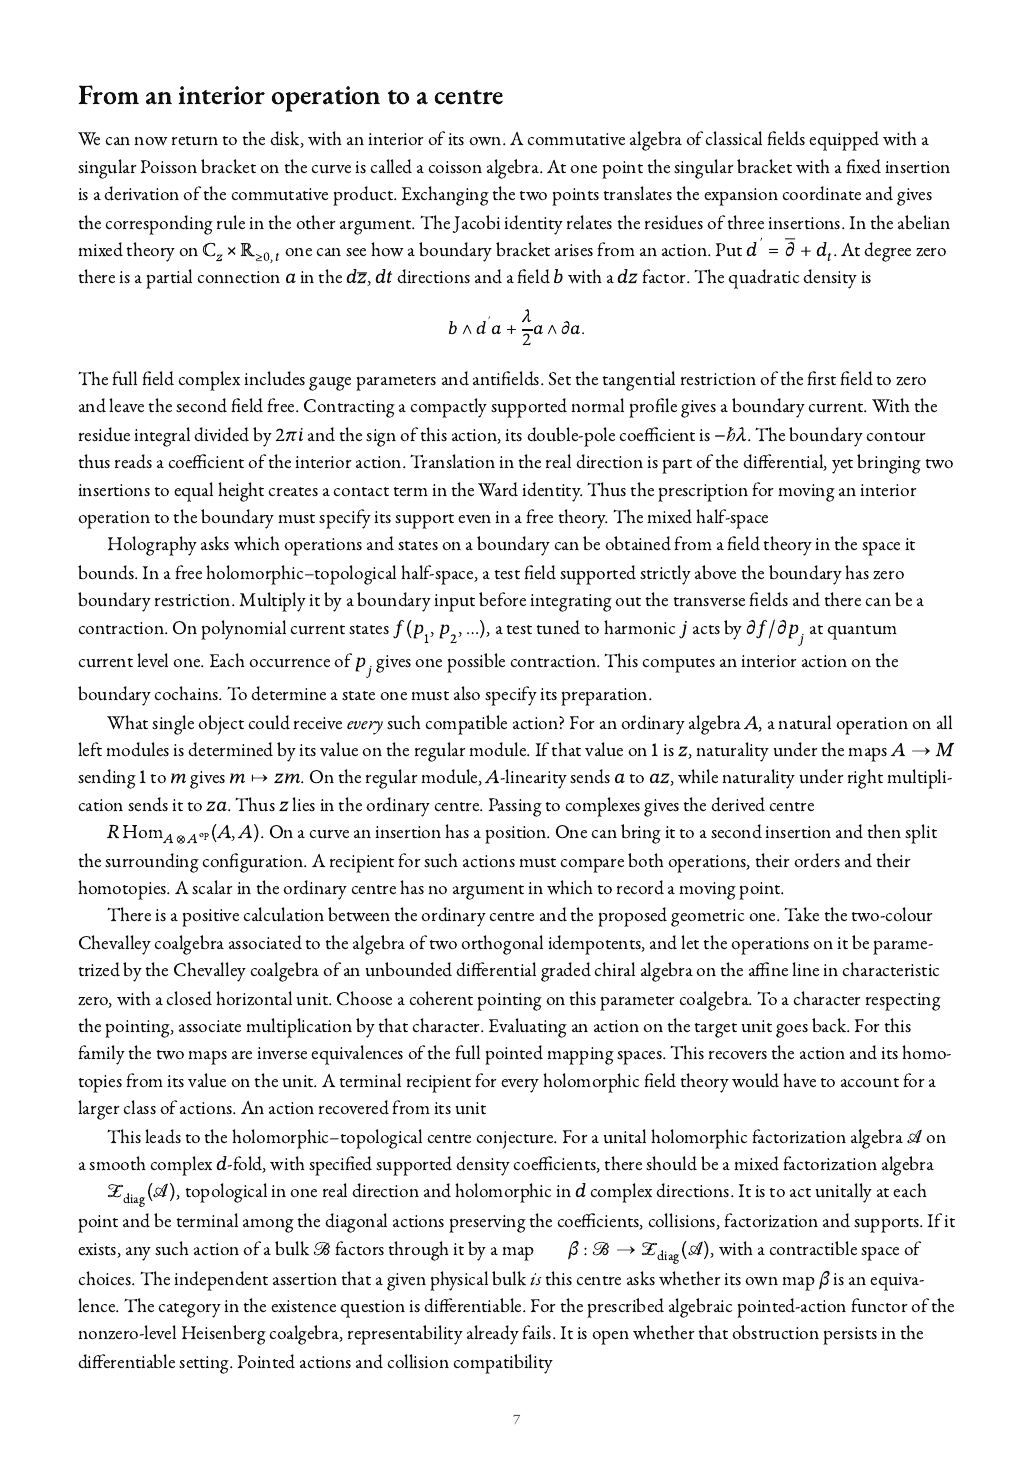 From an interior operation to a centre
We can now return to the disk, with an interior of its own. A commutative algebra of classical fields equipped with a
singular Poisson bracket on the curve is called a coisson algebra. At one point the singular bracket with a fixed insertion
is a derivation of the commutative product. Exchanging the two points translates the expansion coordinate and gives
the corresponding rule in the other argument. The Jacobi identity relates the residues of three insertions. In the abelian
mixed theory on ℂ_z × ℝ_{≥0,t} one can see how a boundary bracket arises from an action. Put d′ = ∂̅ + d_t. At degree zero
there is a partial connection a in the dz̅, dt directions and a field b with a dz factor. The quadratic density is
b ∧ d′a + λ/2 a ∧ ∂a.
The full field complex includes gauge parameters and antifields. Set the tangential restriction of the first field to zero
and leave the second field free. Contracting a compactly supported normal profile gives a boundary current. With the
residue integral divided by 2πi and the sign of this action, its double-pole coefficient is −ℏλ. The boundary contour
thus reads a coefficient of the interior action. Translation in the real direction is part of the differential, yet bringing two
insertions to equal height creates a contact term in the Ward identity. Thus the prescription for moving an interior
operation to the boundary must specify its support even in a free theory. The mixed half-space
Holography asks which operations and states on a boundary can be obtained from a field theory in the space it
bounds. In a free holomorphic–topological half-space, a test field supported strictly above the boundary has zero
boundary restriction. Multiply it by a boundary input before integrating out the transverse fields and there can be a
contraction. On polynomial current states f(p₁, p₂, …), a test tuned to harmonic j acts by ∂f/∂p_j at quantum
current level one. Each occurrence of p_j gives one possible contraction. This computes an interior action on the
boundary cochains. To determine a state one must also specify its preparation.
What single object could receive every such compatible action? For an ordinary algebra A, a natural operation on all
left modules is determined by its value on the regular module. If that value on 1 is z, naturality under the maps A → M
sending 1 to m gives m ↦ zm. On the regular module, A-linearity sends a to az, while naturality under right multipli-
cation sends it to za. Thus z lies in the ordinary centre. Passing to complexes gives the derived centre
R Hom_{A⊗A^op}(A, A). On a curve an insertion has a position. One can bring it to a second insertion and then split
the surrounding configuration. A recipient for such actions must compare both operations, their orders and their
homotopies. A scalar in the ordinary centre has no argument in which to record a moving point.
There is a positive calculation between the ordinary centre and the proposed geometric one. Take the two-colour
Chevalley coalgebra associated to the algebra of two orthogonal idempotents, and let the operations on it be parame-
trized by the Chevalley coalgebra of an unbounded differential graded chiral algebra on the affine line in characteristic
zero, with a closed horizontal unit. Choose a coherent pointing on this parameter coalgebra. To a character respecting
the pointing, associate multiplication by that character. Evaluating an action on the target unit goes back. For this
family the two maps are inverse equivalences of the full pointed mapping spaces. This recovers the action and its homo-
topies from its value on the unit. A terminal recipient for every holomorphic field theory would have to account for a
larger class of actions. An action recovered from its unit
This leads to the holomorphic–topological centre conjecture. For a unital holomorphic factorization algebra 𝒜 on
a smooth complex d-fold, with specified supported density coefficients, there should be a mixed factorization algebra
𝒵_diag(𝒜), topological in one real direction and holomorphic in d complex directions. It is to act unitally at each
point and be terminal among the diagonal actions preserving the coefficients, collisions, factorization and supports. If it
exists, any such action of a bulk ℬ factors through it by a map β : ℬ → 𝒵_diag(𝒜), with a contractible space of
choices. The independent assertion that a given physical bulk is this centre asks whether its own map β is an equiva-
lence. The category in the existence question is differentiable. For the prescribed algebraic pointed-action functor of the
nonzero-level Heisenberg coalgebra, representability already fails. It is open whether that obstruction persists in the
differentiable setting. Pointed actions and collision compatibility
7